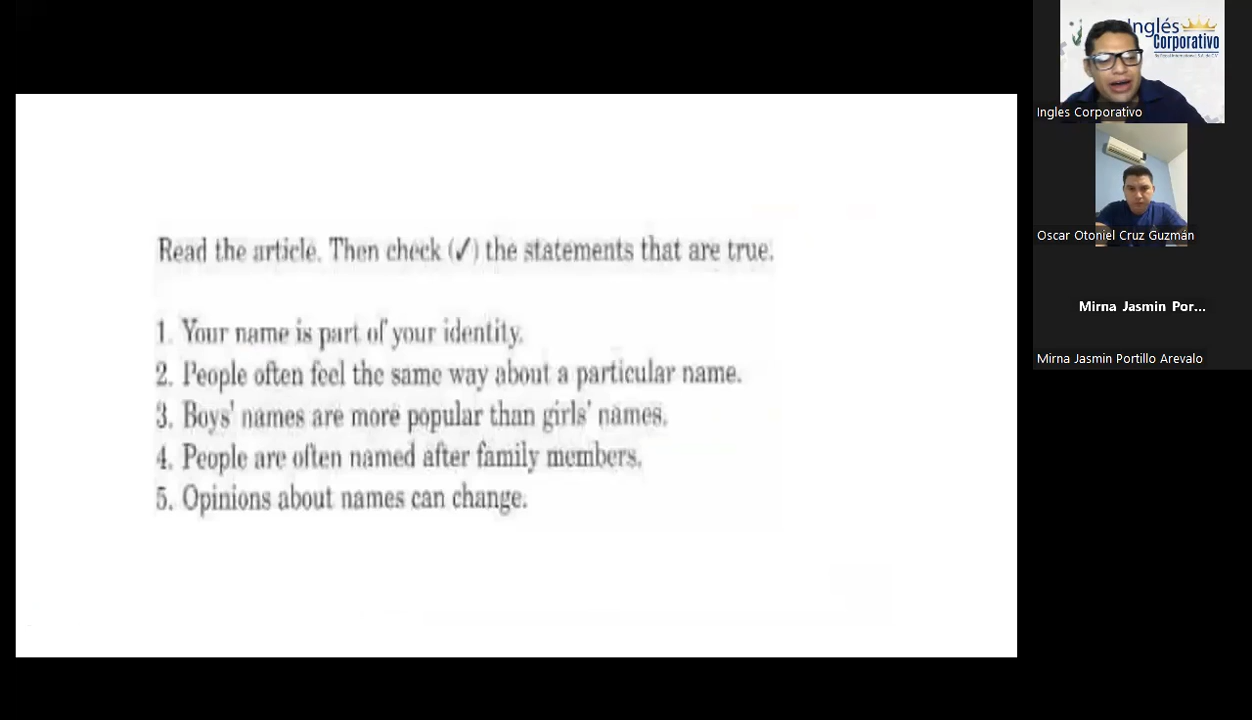 Read the article. Then check (✓) the statements that are true.
1. Your name is part of your identity.
2. People often feel the same way about a particular name.
3. Boys' names are more popular than girls' names.
4. People are often named after family members.
5. Opinions about names can change.
Inglés
Corporativo
Ingles Corporativo
Oscar Otoniel Cruz Guzmán
Mirna Jasmin Por...
Mirna Jasmin Portillo Arevalo